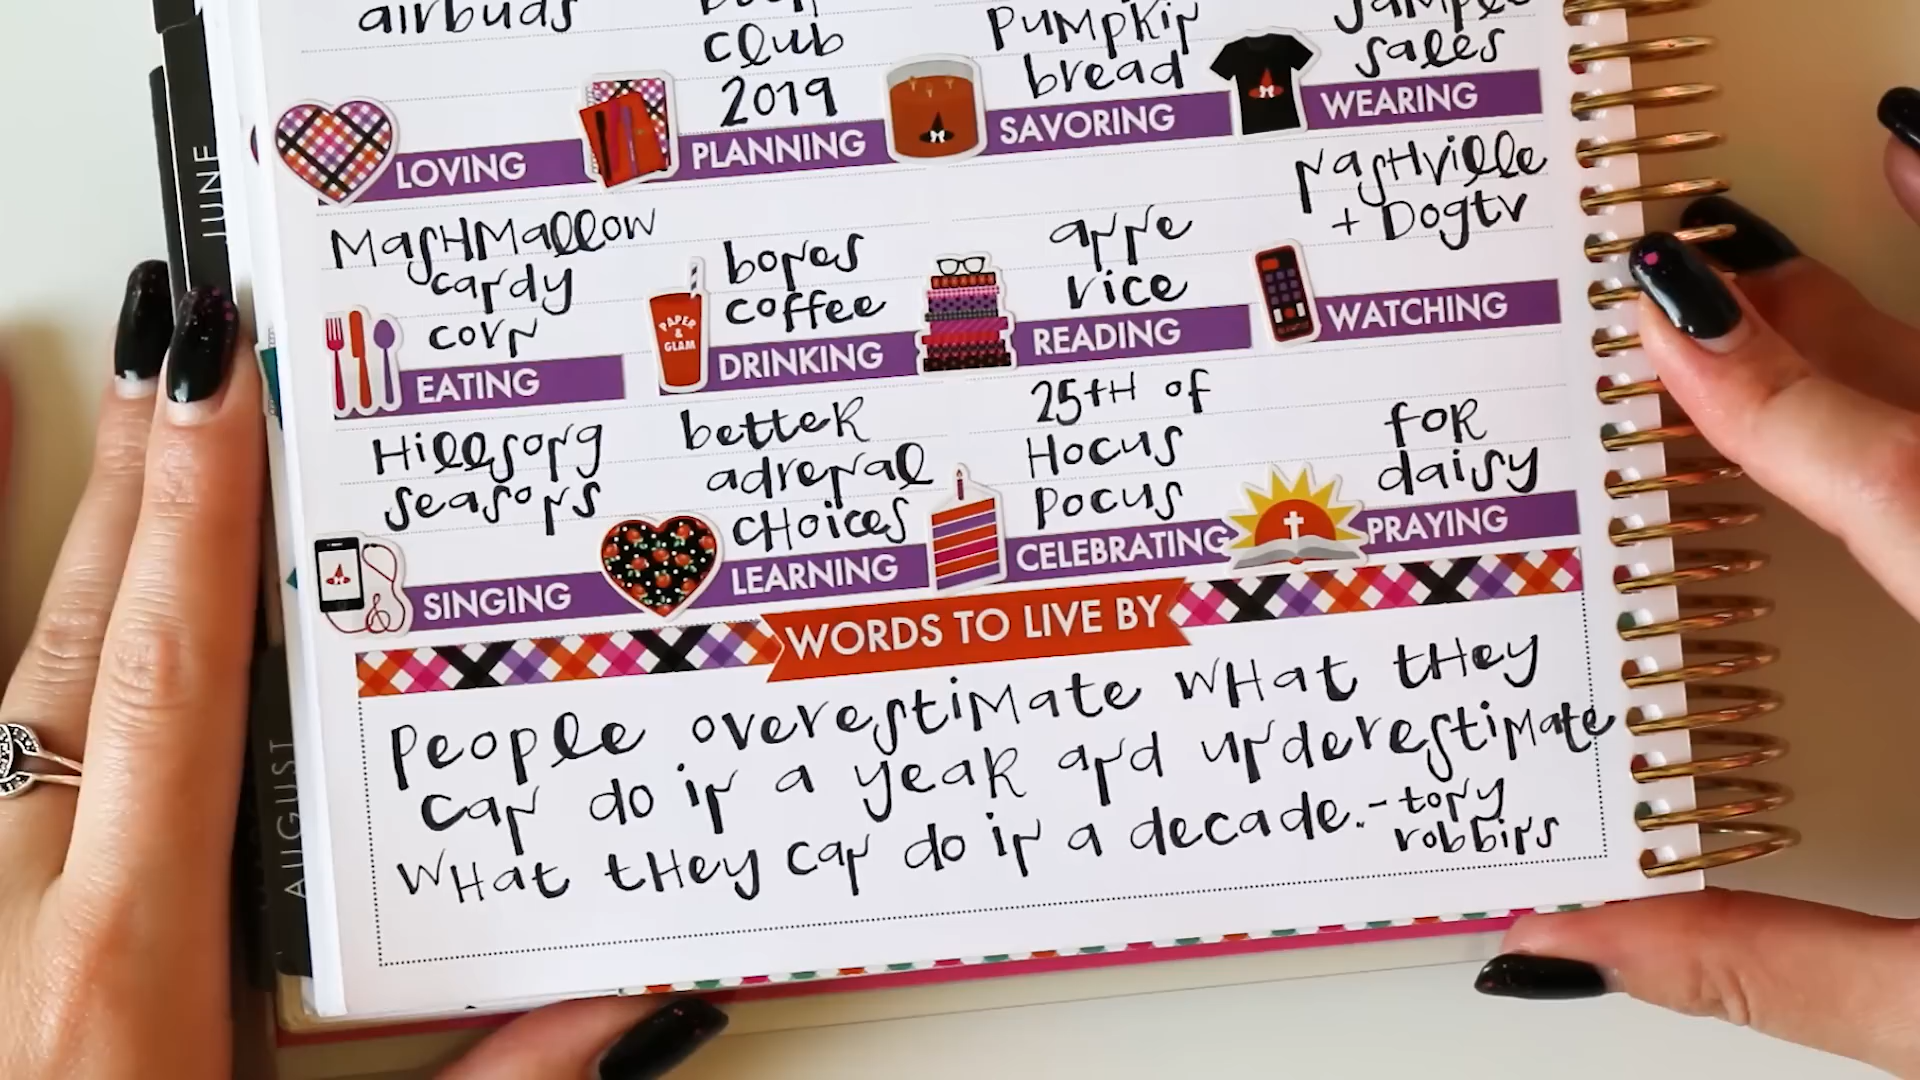 airbuds
club
2019
Pumpkin
bread
sample
sales
LOVING
PLANNING
SAVORING
WEARING
Mashmallow
candy
corn
bones
coffee
anne
rice
nashville
+ Dogtv
EATING
PAPER
&
GLAM
DRINKING
READING
WATCHING
Hillsong
seasons
better
adrenal
choices
25th of
Hocus
Pocus
for
daisy
SINGING
LEARNING
CELEBRATING
PRAYING
WORDS TO LIVE BY
People overestimate what they
can do in a year and underestimate
what they can do in a decade.-tony
robbins
JUNE
AUGUST